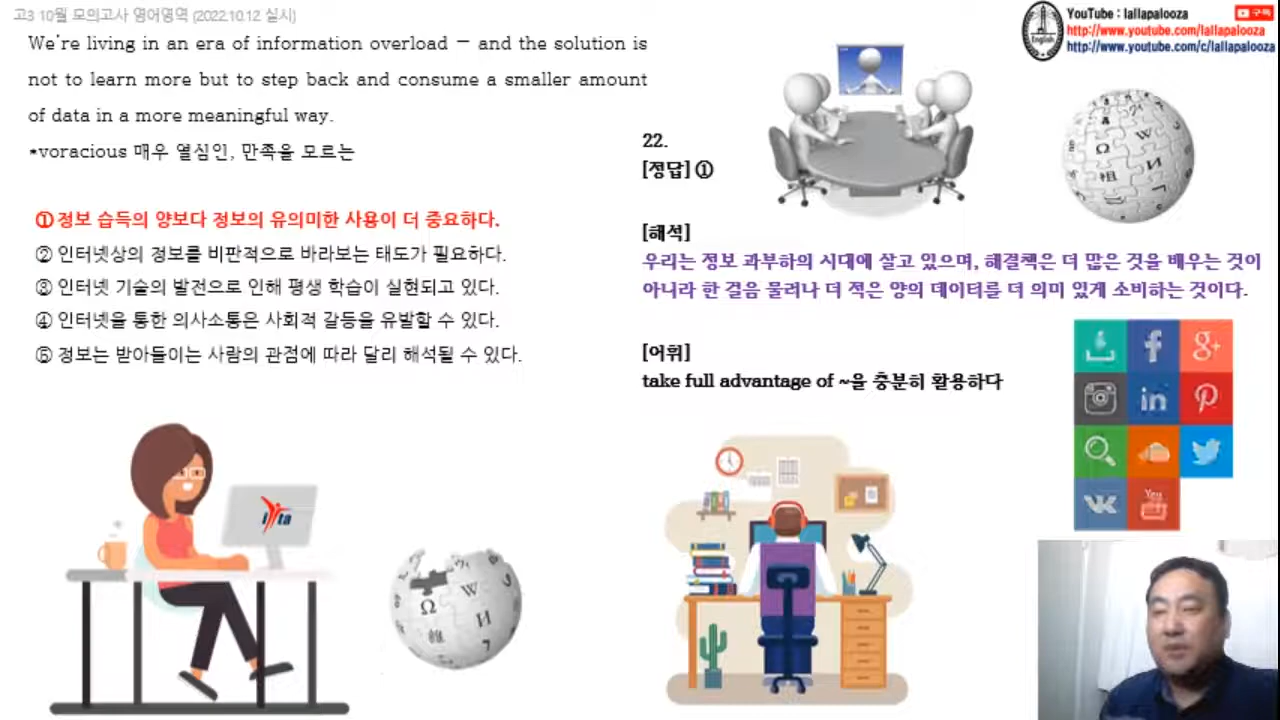 고3 10월 모의고사 영어영역 (2022.10.12 실시)
We're living in an era of information overload — and the solution is
not to learn more but to step back and consume a smaller amount
of data in a more meaningful way.
*voracious 매우 열심인, 만족을 모르는
① 정보 습득의 양보다 정보의 유의미한 사용이 더 중요하다.
② 인터넷상의 정보를 비판적으로 바라보는 태도가 필요하다.
③ 인터넷 기술의 발전으로 인해 평생 학습이 실현되고 있다.
④ 인터넷을 통한 의사소통은 사회적 갈등을 유발할 수 있다.
⑤ 정보는 받아들이는 사람의 관점에 따라 달리 해석될 수 있다.
YouTube : lallapalooza
구독
http://www.youtube.com/lallapalooza
http://www.youtube.com/c/lallapalooza
English
22.
[정답] ①
[해석]
우리는 정보 과부하의 시대에 살고 있으며, 해결책은 더 많은 것을 배우는 것이
아니라 한 걸음 물러나 더 적은 양의 데이터를 더 의미 있게 소비하는 것이다.
[어휘]
take full advantage of ~을 충분히 활용하다
f
g+
in
You
Ω
W
И
祖
Ω
W
И